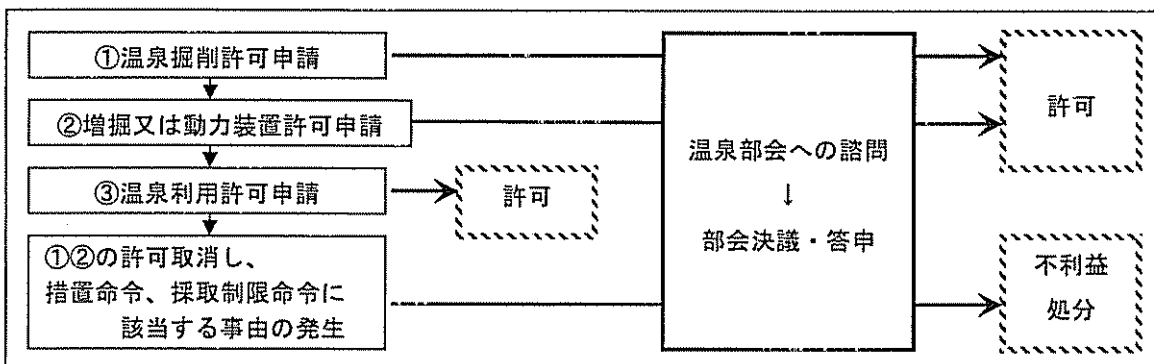 ①温泉掘削許可申請
②増掘又は動力装置許可申請
③温泉利用許可申請
①②の許可取消し、
措置命令、採取制限命令に
該当する事由の発生
許可
温泉部会への諮問
↓
部会決議・答申
許可
不利益
処分